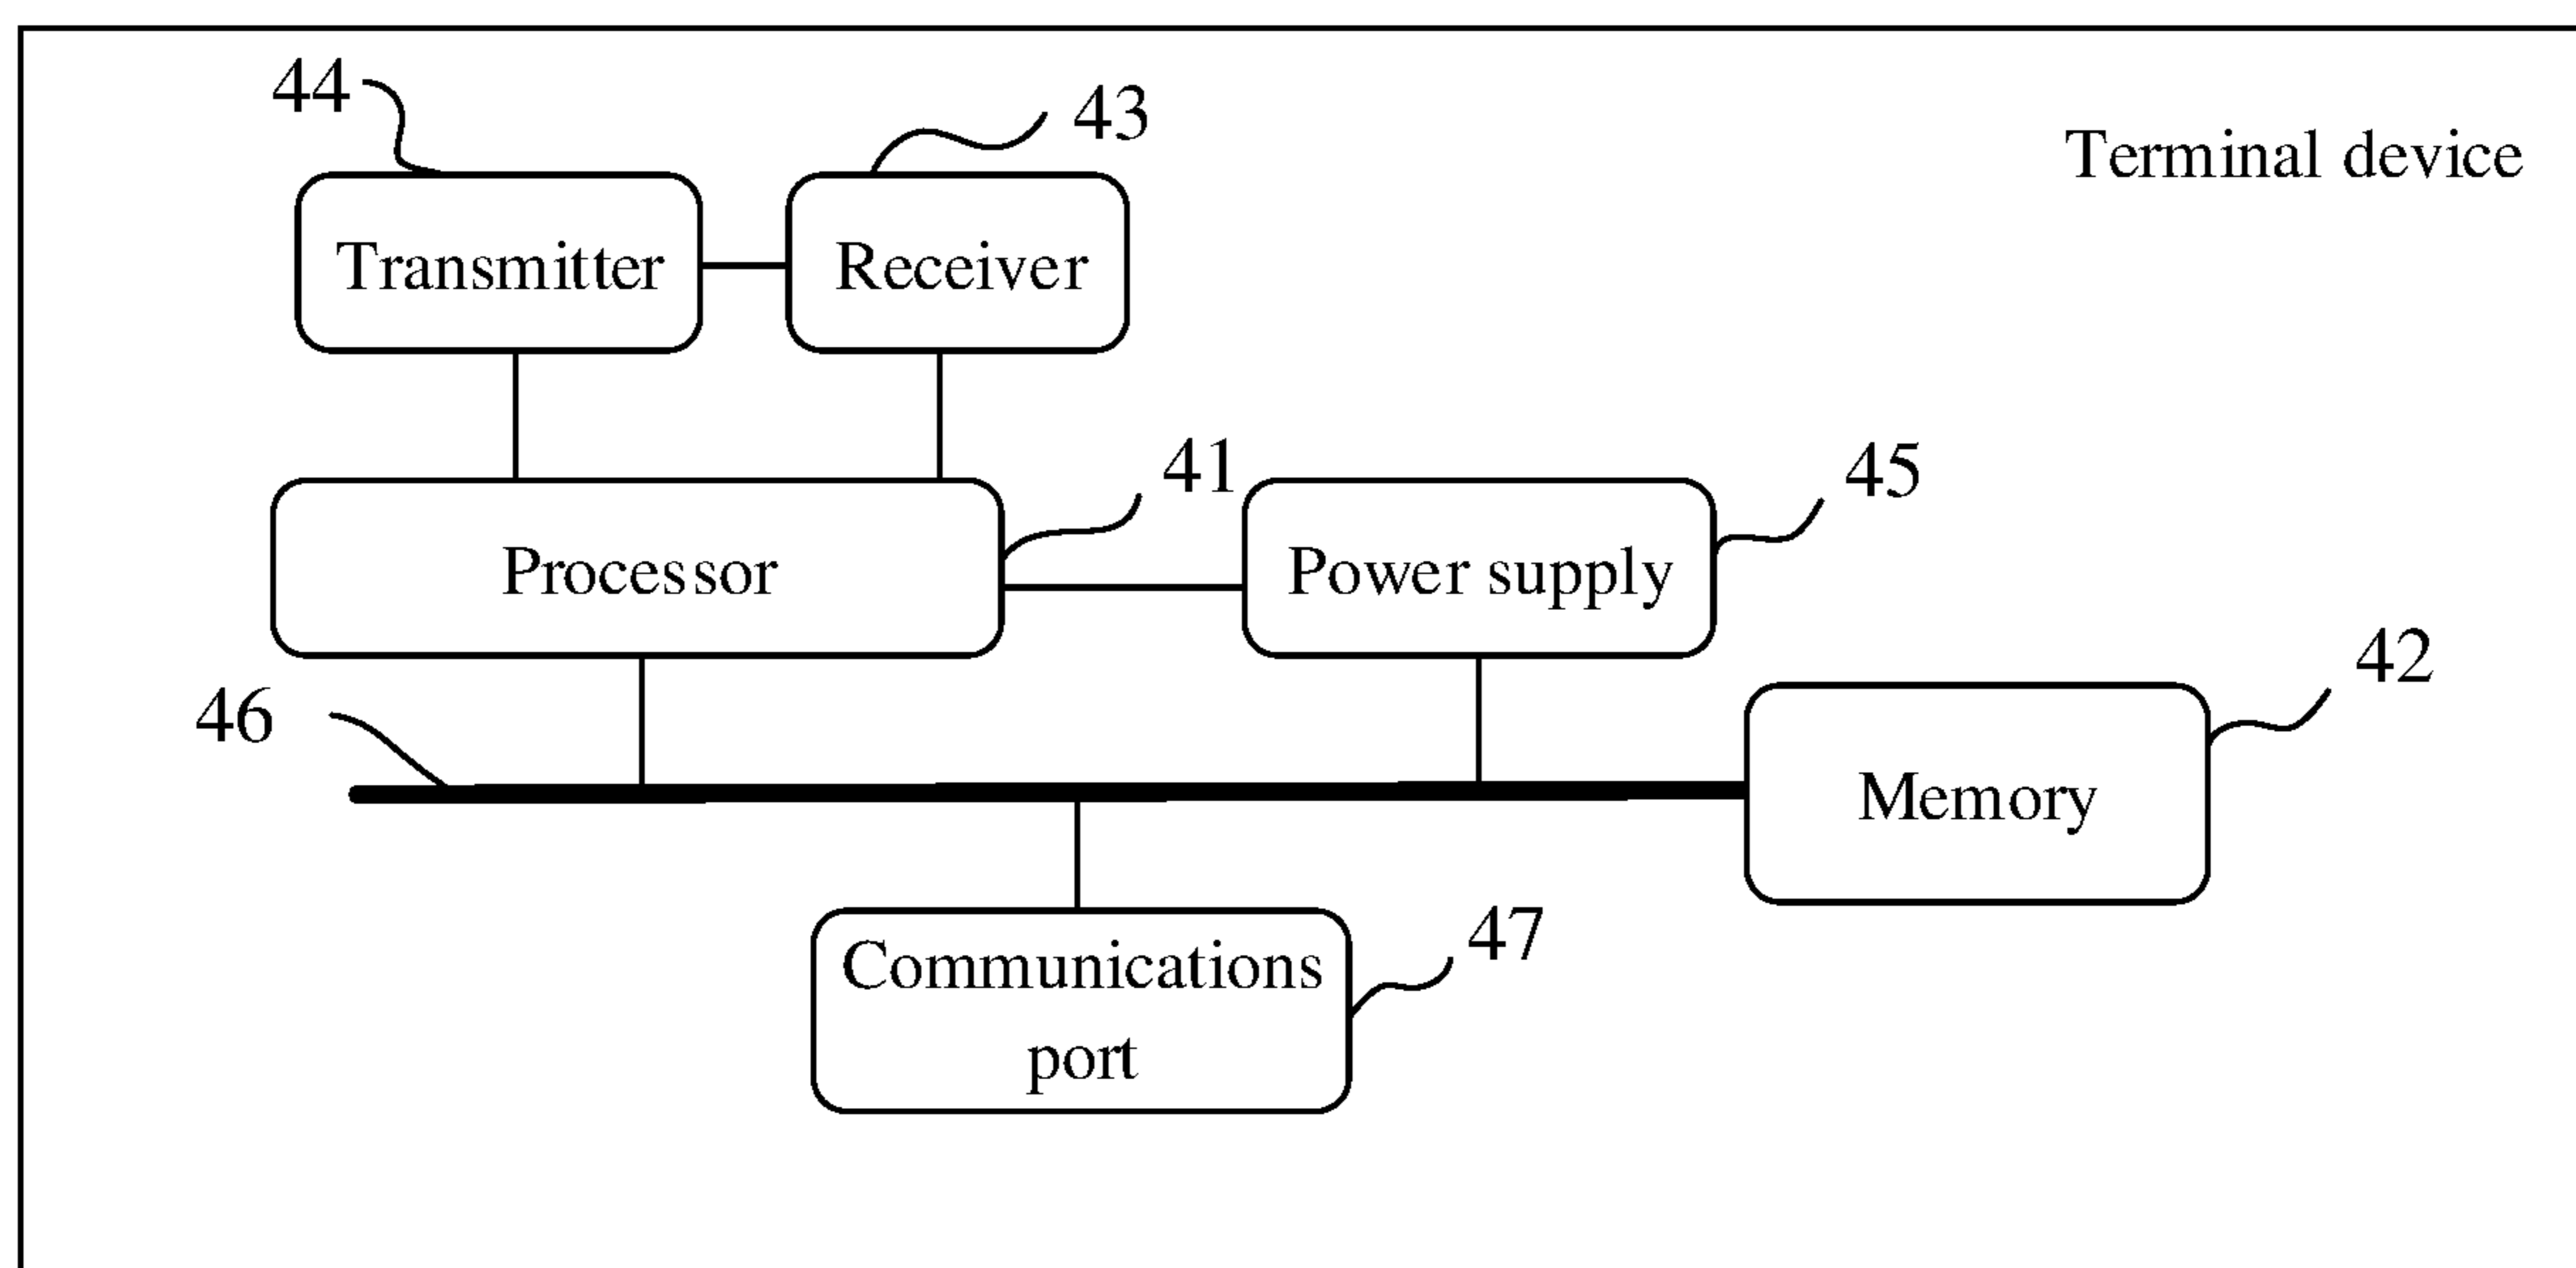 44
43
Terminal device
Transmitter
Receiver
41
45
Processor
Power supply
42
46
Memory
47
Communications
port